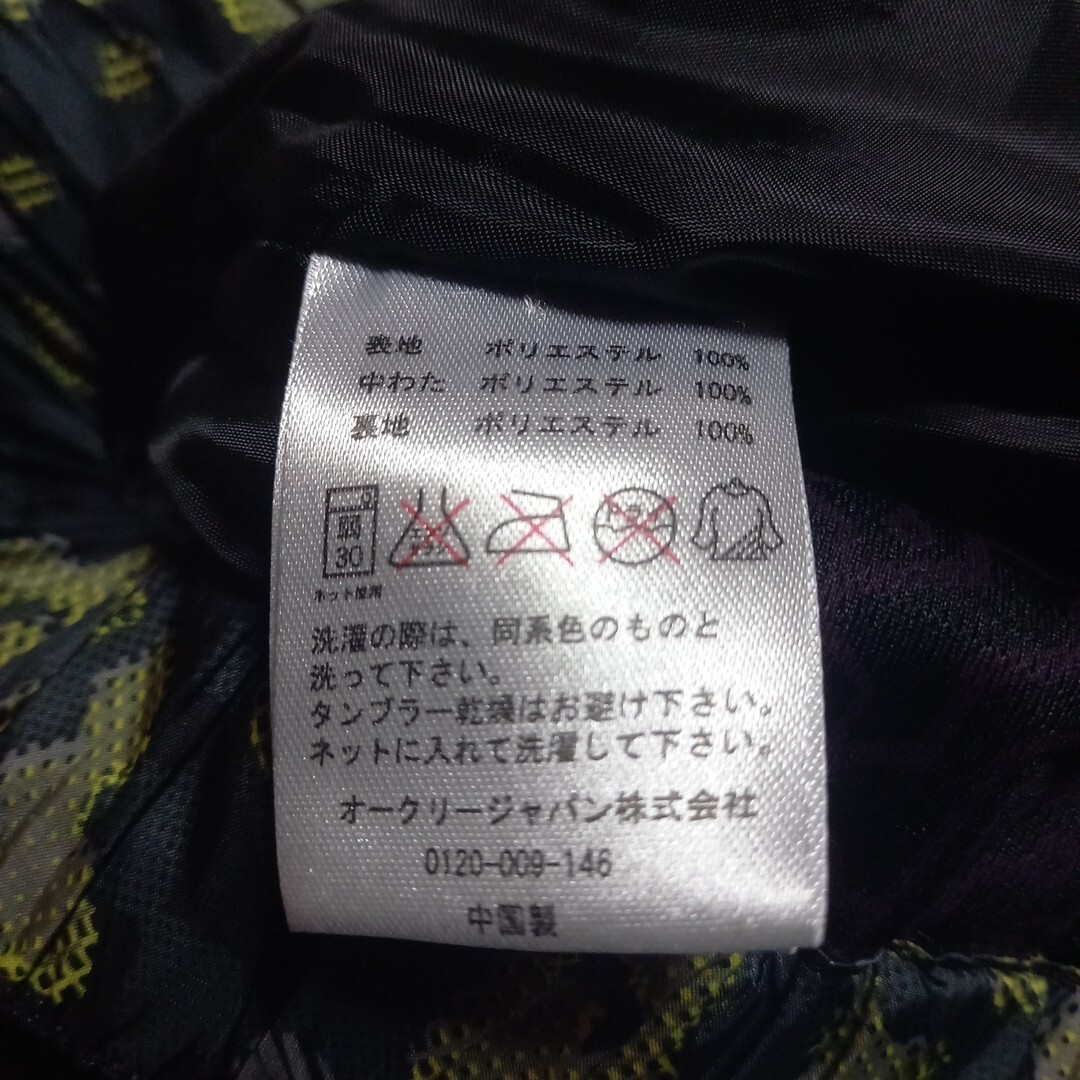 表地 ポリエステル 100%
中わた ポリエステル 100%
裏地 ポリエステル 100%
弱
30
ネット使用
洗濯の際は、同系色のものと
洗って下さい。
タンブラー乾燥はお避け下さい。
ネットに入れて洗濯して下さい。
オークリージャパン株式会社
0120-009-146
中国製